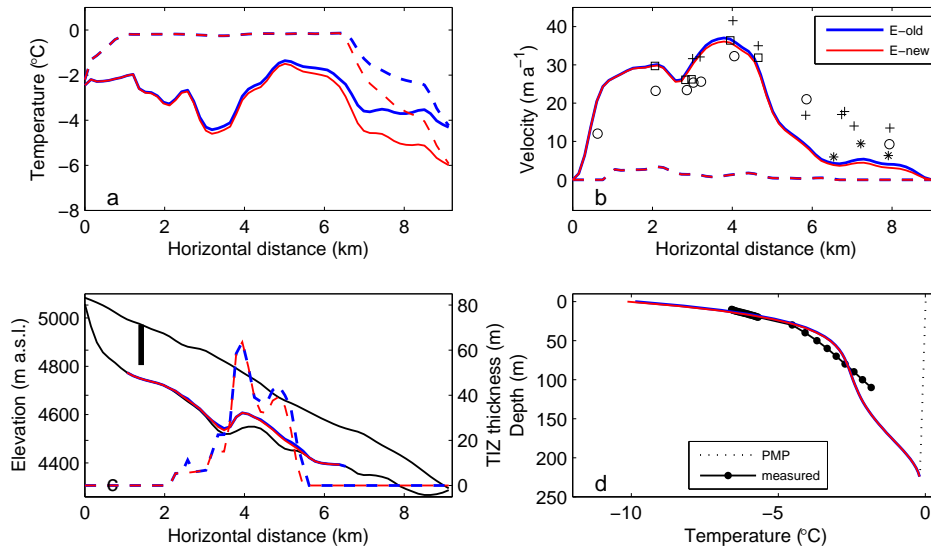 0
−2
−4
−6
−8
Temperature (°C)
a
0 2 4 6 8
Horizontal distance (km)
40
30
20
10
0
Velocity (m a⁻¹)
E−old
E−new
b
0 2 4 6 8
Horizontal distance (km)
5000
4800
4600
4400
Elevation (m a.s.l.)
80
60
40
20
0
TIZ thickness (m)
c
0 2 4 6 8
Horizontal distance (km)
0
50
100
150
200
250
Depth (m)
PMP
measured
d
−10 −5 0
Temperature (°C)